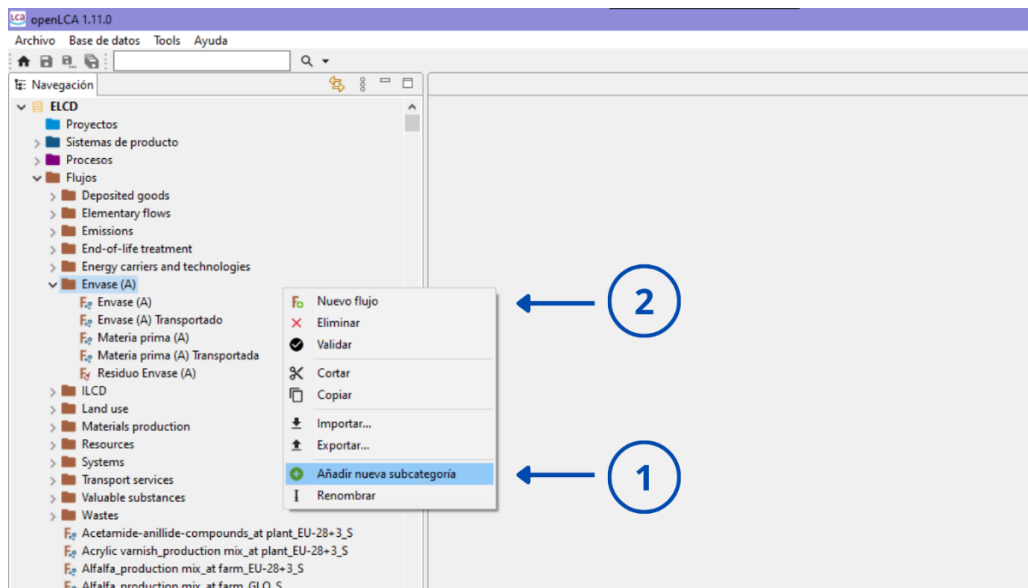 LCA openLCA 1.11.0
Archivo Base de datos Tools Ayuda
Navegación
ELCD
Proyectos
Sistemas de producto
Procesos
Flujos
Deposited goods
Elementary flows
Emissions
End-of-life treatment
Energy carriers and technologies
Envase (A)
Envase (A)
Envase (A) Transportado
Materia prima (A)
Materia prima (A) Transportada
Residuo Envase (A)
ILCD
Land use
Materials production
Resources
Systems
Transport services
Valuable substances
Wastes
Acetamide-anillide-compounds_at plant_EU-28+3_S
Acrylic varnish_production mix_at plant_EU-28+3_S
Alfalfa_production mix_at farm_EU-28+3_S
Alfalfa_production mix_at farm_GLO_S
Nuevo flujo
Eliminar
Validar
Cortar
Copiar
Importar...
Exportar...
Añadir nueva subcategoría
Renombrar
2
1